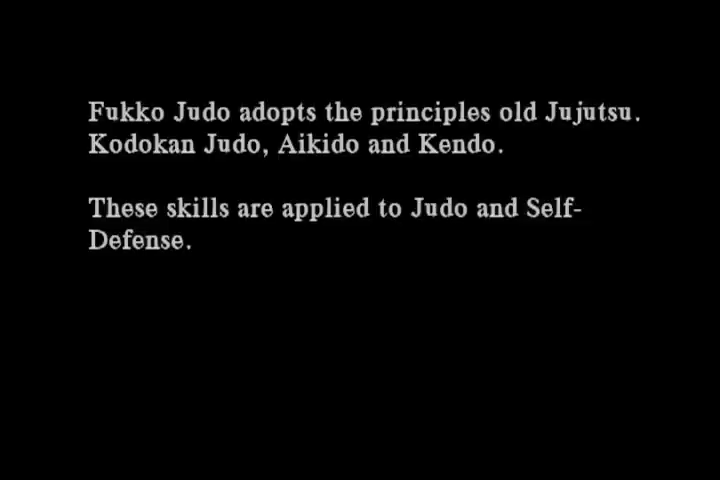 Fukko Judo adopts the principles old Jujutsu.
Kodokan Judo, Aikido and Kendo.
These skills are applied to Judo and Self-
Defense.